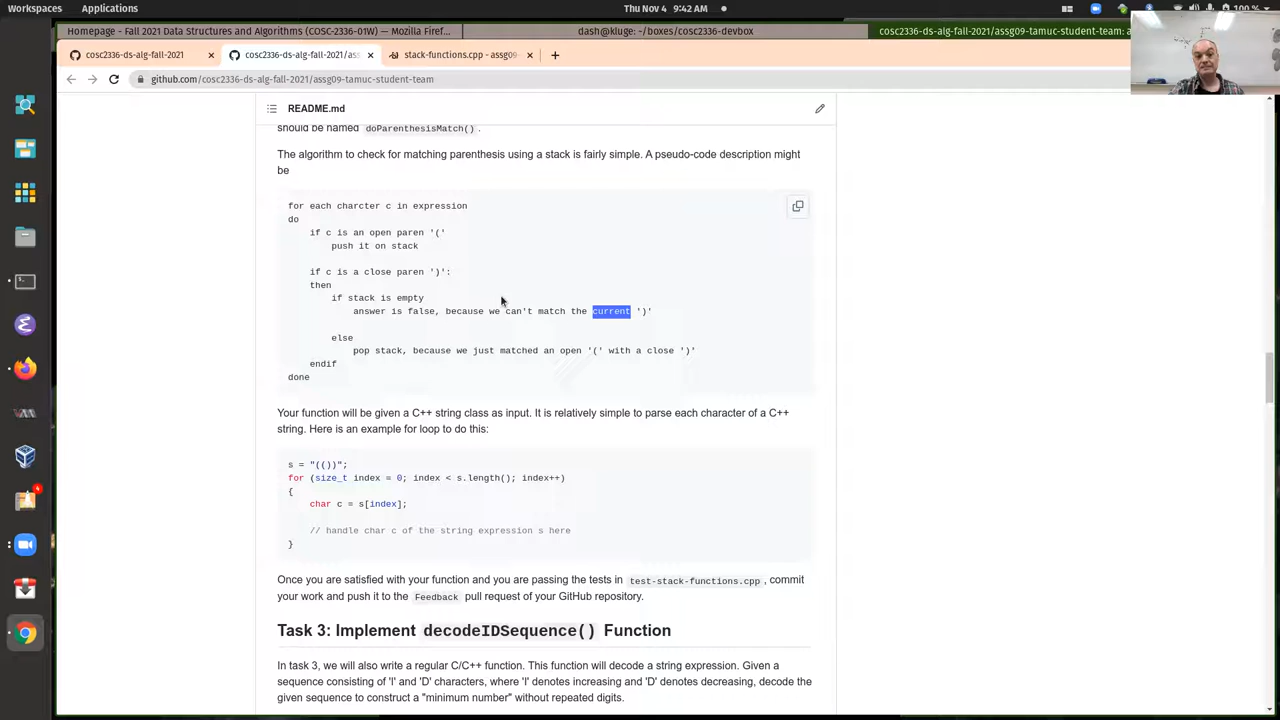 Workspaces Applications Thu Nov 4 9:42 AM 100 %
Homepage - Fall 2021 Data Structures and Algorithms (COSC-2336-01W) — Mozilla Firef... dash@kluge: ~/boxes/cosc2336-devbox cosc2336-ds-alg-fall-2021/assg09-tamuc-student-team:
cosc2336-ds-alg-fall-2021 × cosc2336-ds-alg-fall-2021/ass × stack-functions.cpp - assg09 × +
github.com/cosc2336-ds-alg-fall-2021/assg09-tamuc-student-team
README.md
should be named doParenthesisMatch() .
The algorithm to check for matching parenthesis using a stack is fairly simple. A pseudo-code description might
be
for each charcter c in expression
do
if c is an open paren '('
push it on stack
if c is a close paren ')':
then
if stack is empty
answer is false, because we can't match the current ')'
else
pop stack, because we just matched an open '(' with a close ')'
endif
done
Your function will be given a C++ string class as input. It is relatively simple to parse each character of a C++
string. Here is an example for loop to do this:
s = "(())";
for (size_t index = 0; index < s.length(); index++)
{
char c = s[index];
// handle char c of the string expression s here
}
Once you are satisfied with your function and you are passing the tests in test-stack-functions.cpp , commit
your work and push it to the Feedback pull request of your GitHub repository.
Task 3: Implement decodeIDSequence() Function
In task 3, we will also write a regular C/C++ function. This function will decode a string expression. Given a
sequence consisting of 'I' and 'D' characters, where 'I' denotes increasing and 'D' denotes decreasing, decode the
given sequence to construct a "minimum number" without repeated digits.